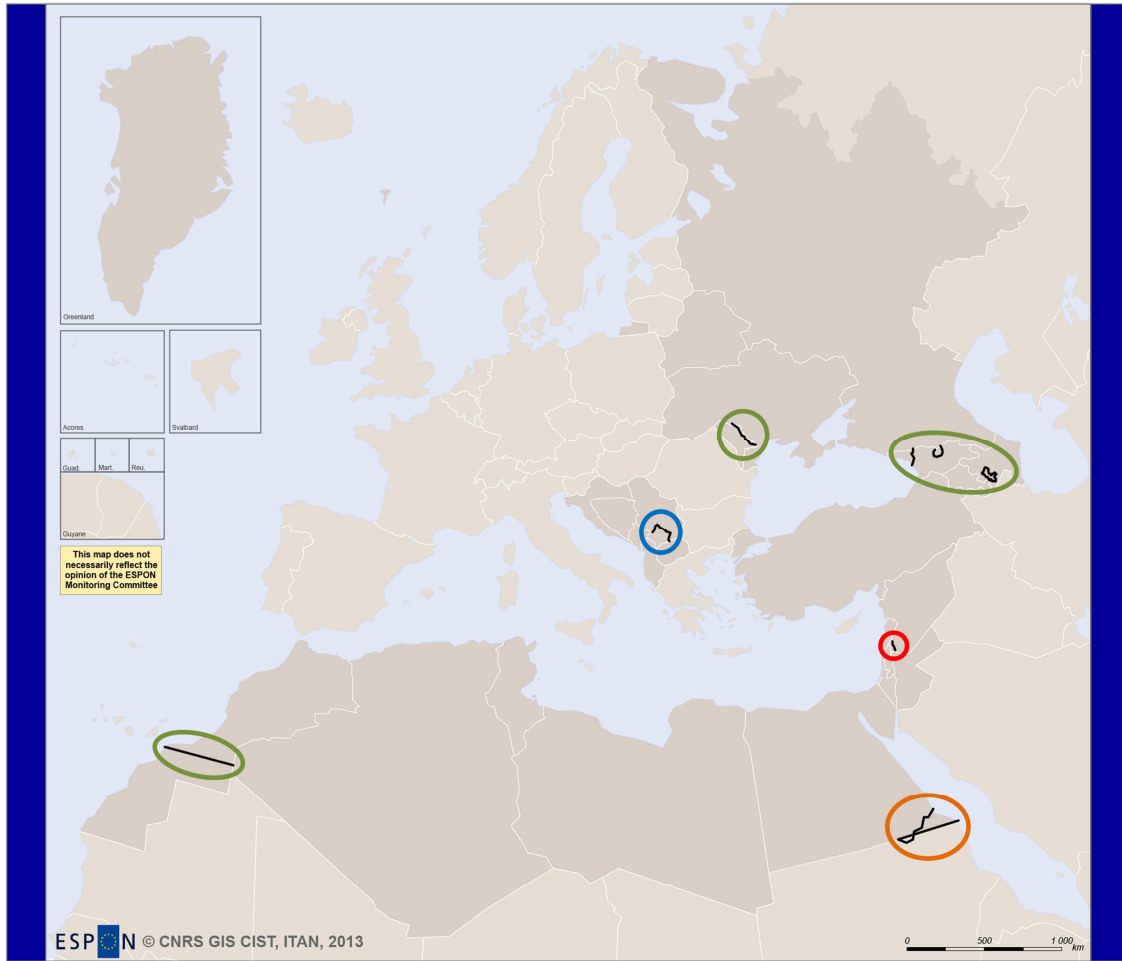 Greenland
Acores
Svalbard
Guad.
Mart.
Reu.
Guyane
This map does not
necessarily reflect the
opinion of the ESPON
Monitoring Committee
ESPON © CNRS GIS CIST, ITAN, 2013
0 500 1 000
km